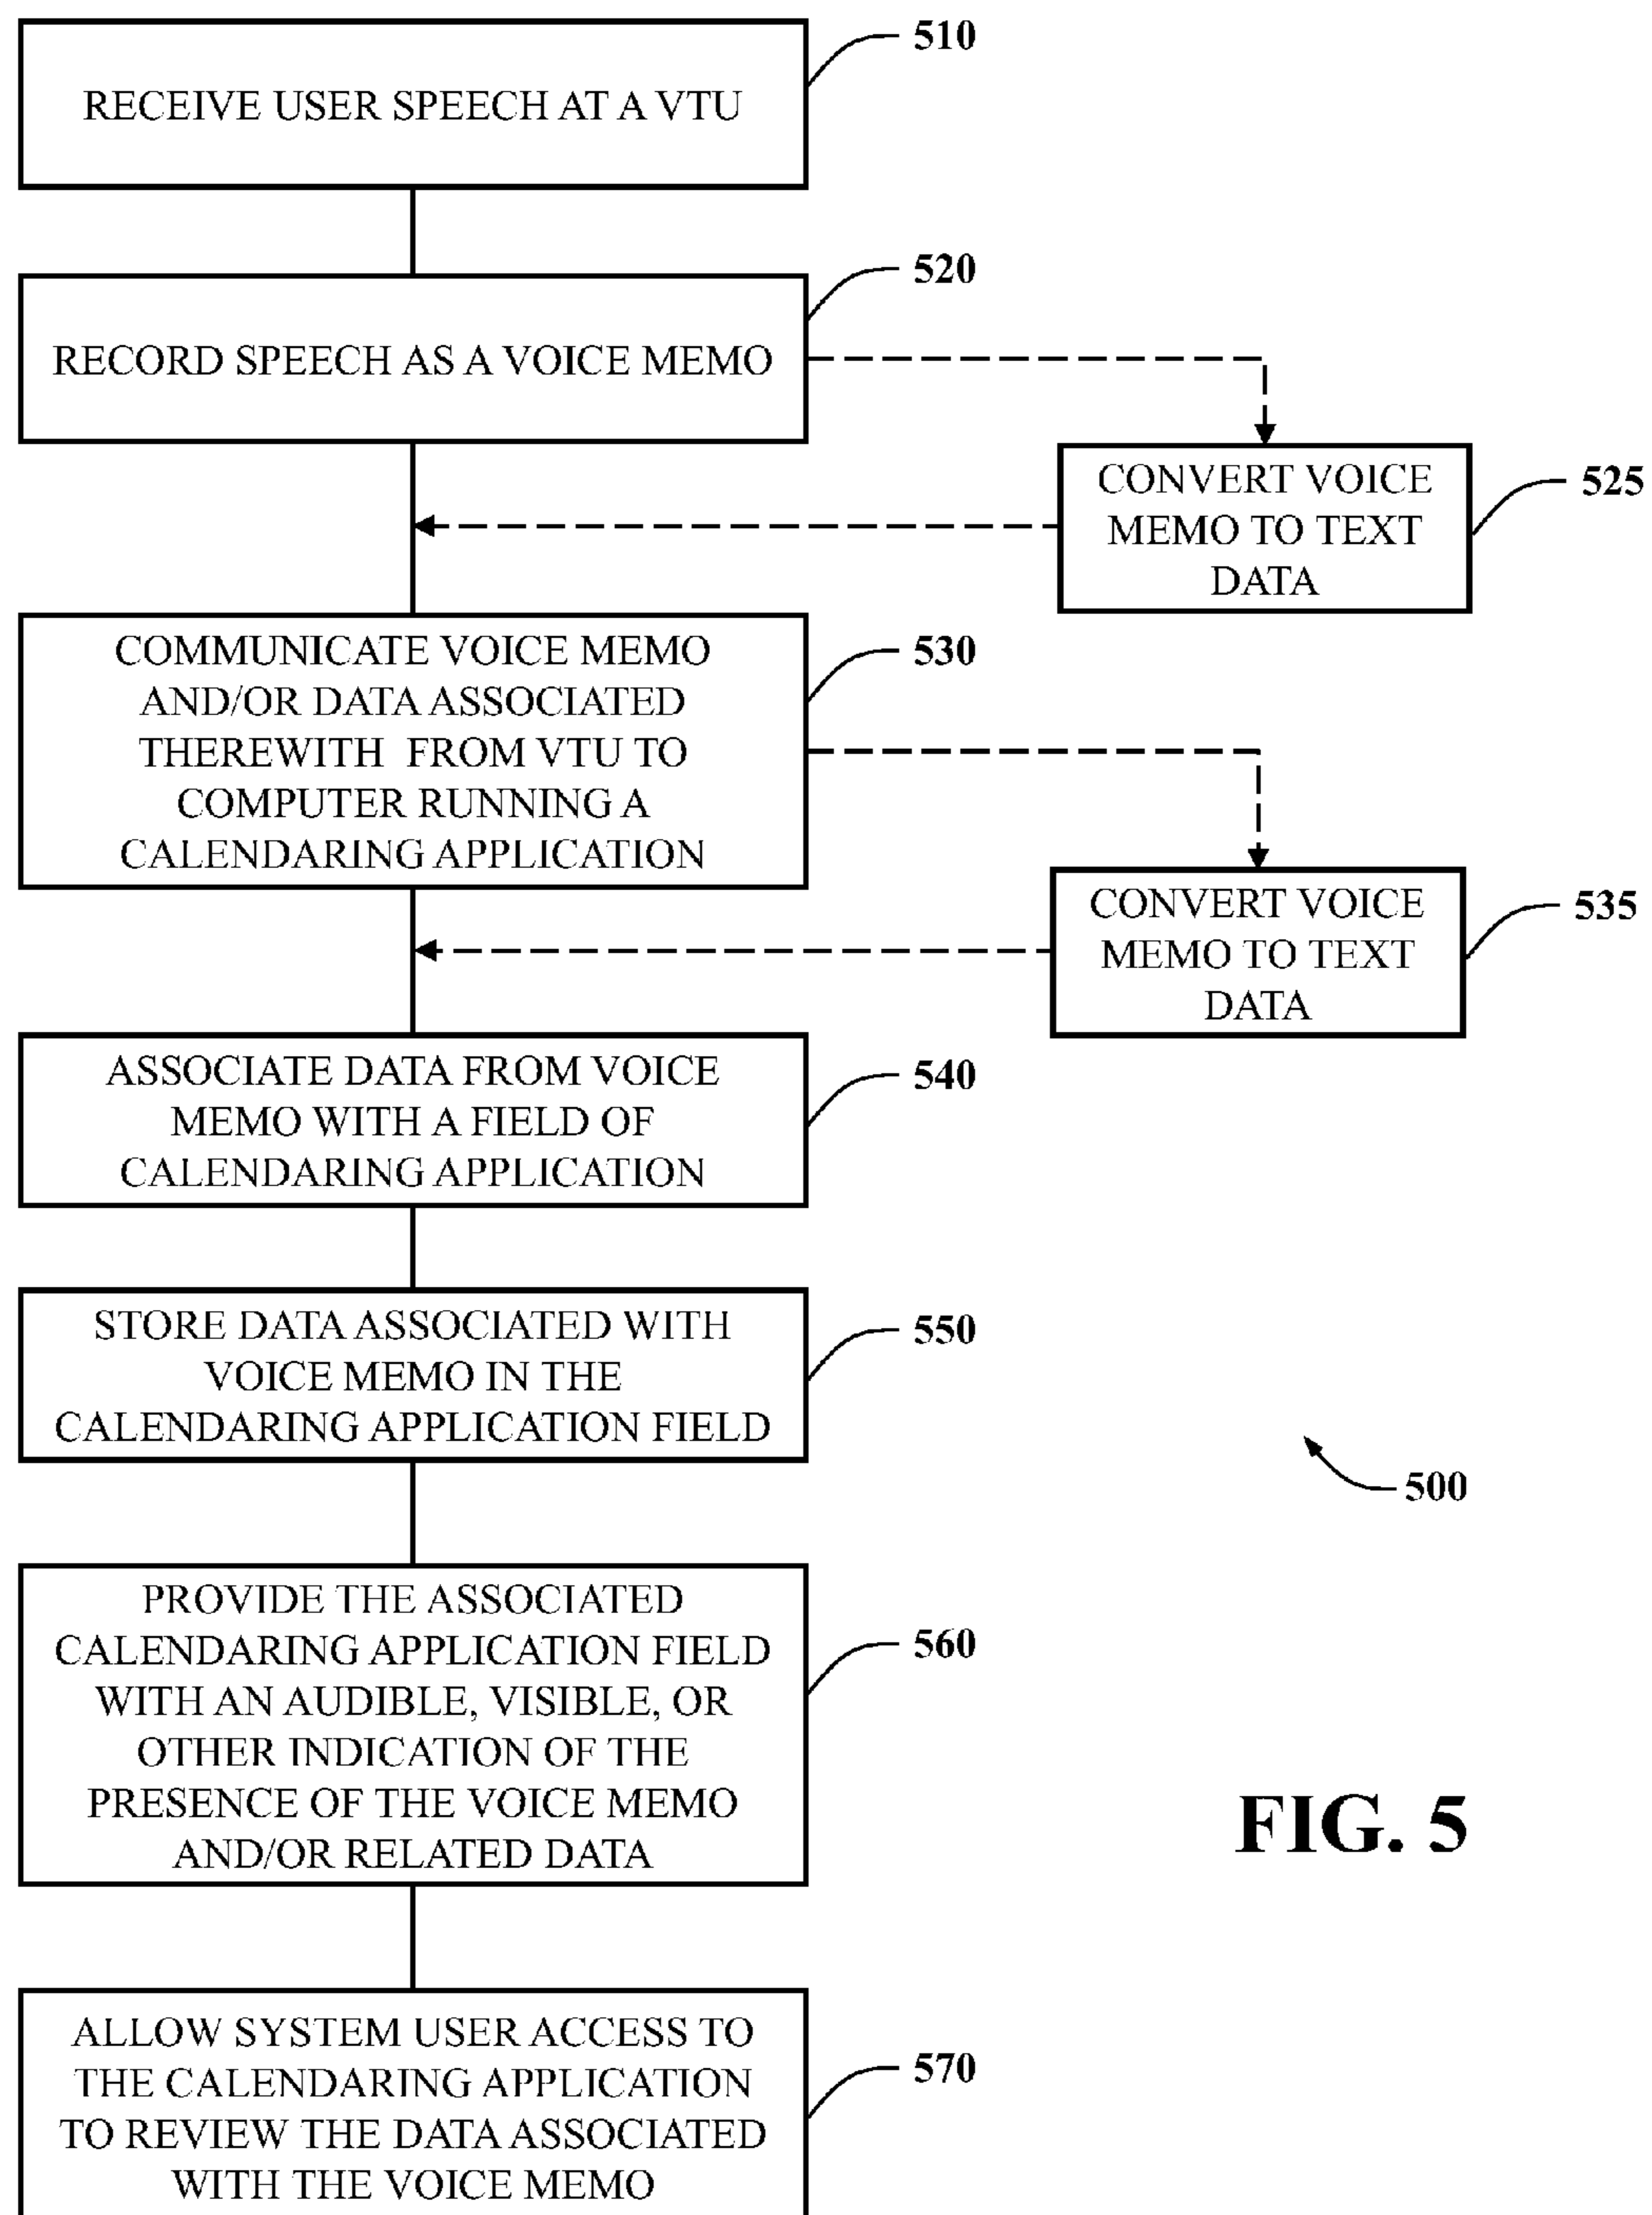 RECEIVE USER SPEECH AT A VTU
510
RECORD SPEECH AS A VOICE MEMO
520
CONVERT VOICE
MEMO TO TEXT
DATA
525
COMMUNICATE VOICE MEMO
AND/OR DATA ASSOCIATED
THEREWITH FROM VTU TO
COMPUTER RUNNING A
CALENDARING APPLICATION
530
CONVERT VOICE
MEMO TO TEXT
DATA
535
ASSOCIATE DATA FROM VOICE
MEMO WITH A FIELD OF
CALENDARING APPLICATION
540
STORE DATA ASSOCIATED WITH
VOICE MEMO IN THE
CALENDARING APPLICATION FIELD
550
500
PROVIDE THE ASSOCIATED
CALENDARING APPLICATION FIELD
WITH AN AUDIBLE, VISIBLE, OR
OTHER INDICATION OF THE
PRESENCE OF THE VOICE MEMO
AND/OR RELATED DATA
560
FIG. 5
ALLOW SYSTEM USER ACCESS TO
THE CALENDARING APPLICATION
TO REVIEW THE DATA ASSOCIATED
WITH THE VOICE MEMO
570